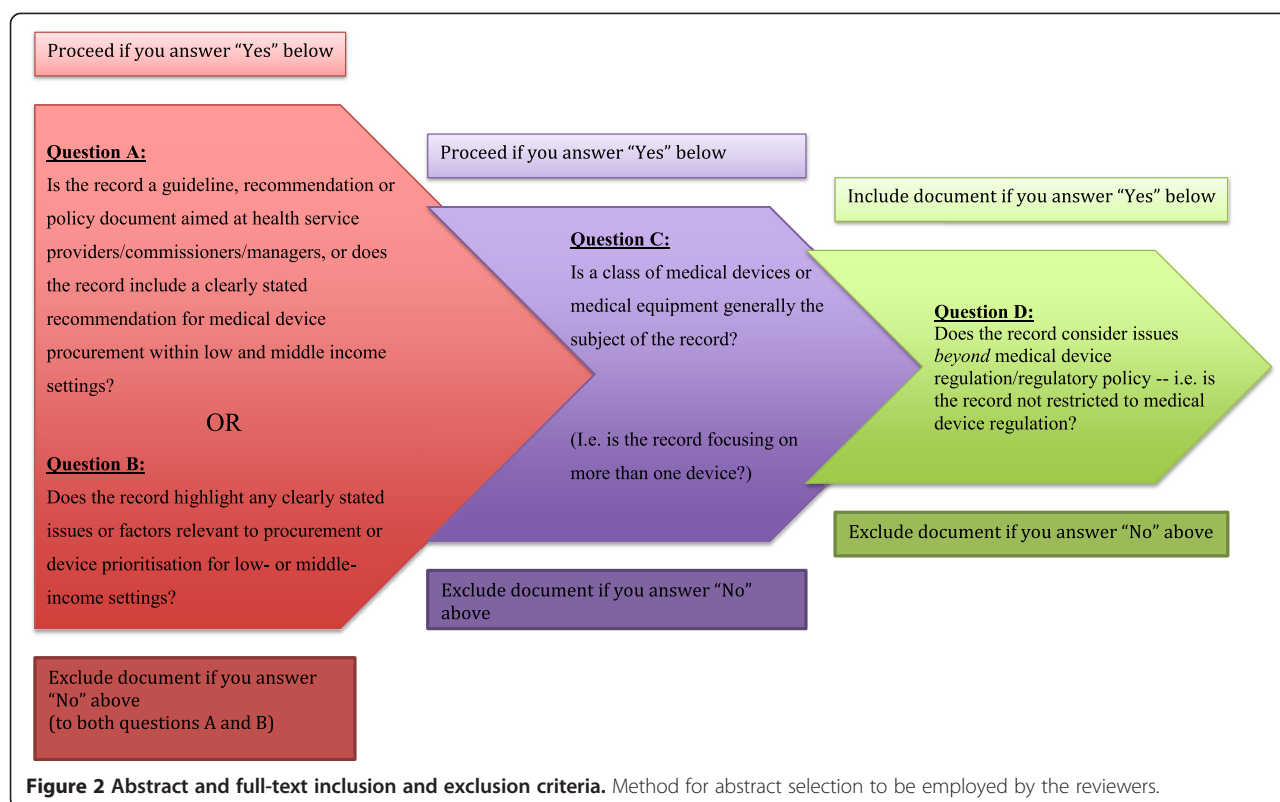 Proceed if you answer “Yes” below
Question A:
Is the record a guideline, recommendation or
policy document aimed at health service
providers/commissioners/managers, or does
the record include a clearly stated
recommendation for medical device
procurement within low and middle income
settings?
OR
Question B:
Does the record highlight any clearly stated
issues or factors relevant to procurement or
device prioritisation for low- or middle-
income settings?
Exclude document if you answer
“No” above
(to both questions A and B)
Proceed if you answer “Yes” below
Question C:
Is a class of medical devices or
medical equipment generally the
subject of the record?
(I.e. is the record focusing on
more than one device?)
Exclude document if you answer “No”
above
Include document if you answer “Yes” below
Question D:
Does the record consider issues
beyond medical device
regulation/regulatory policy -- i.e. is
the record not restricted to medical
device regulation?
Exclude document if you answer “No” above
Figure 2 Abstract and full-text inclusion and exclusion criteria. Method for abstract selection to be employed by the reviewers.